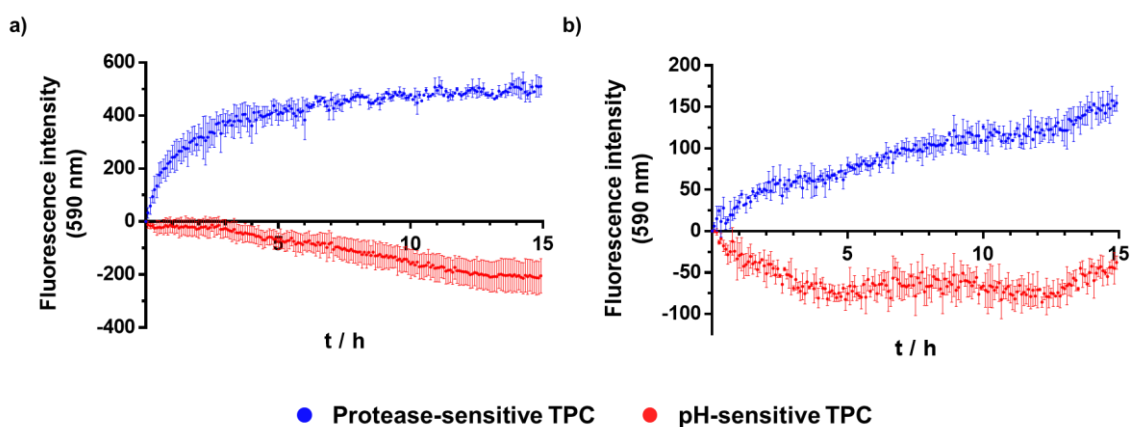 a)
Fluorescence intensity
(590 nm)
600
400
200
0
-200
-400
5
10
15
t / h
b)
Fluorescence intensity
(590 nm)
200
150
100
50
0
-50
-100
5
10
15
t / h
Protease-sensitive TPC
pH-sensitive TPC